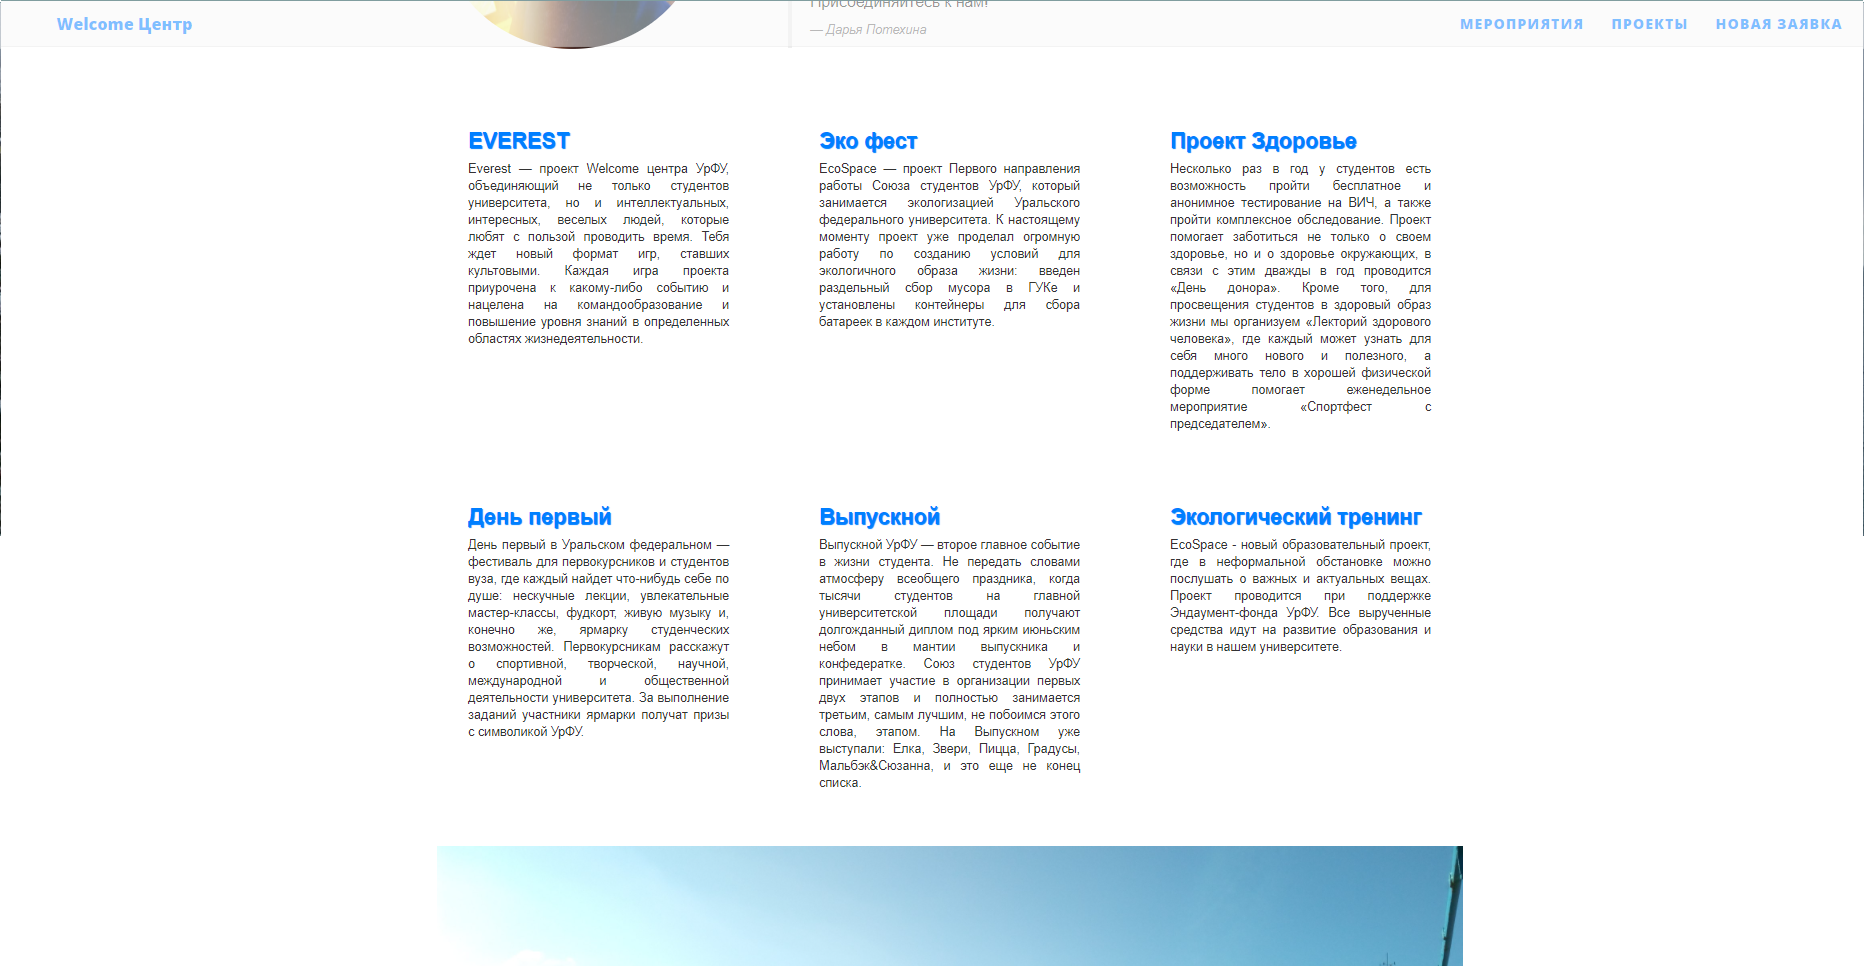 Присоединяйтесь к нам!
Welcome Центр
— Дарья Потехина
МЕРОПРИЯТИЯ ПРОЕКТЫ НОВАЯ ЗАЯВКА
EVEREST
Everest — проект Welcome центра УрФУ,
объединяющий не только студентов
университета, но и интеллектуальных,
интересных, веселых людей, которые
любят с пользой проводить время. Тебя
ждет новый формат игр, ставших
культовыми. Каждая игра проекта
приурочена к какому-либо событию и
нацелена на командообразование и
повышение уровня знаний в определенных
областях жизнедеятельности.
Эко фест
EcoSpace — проект Первого направления
работы Союза студентов УрФУ, который
занимается экологизацией Уральского
федерального университета. К настоящему
моменту проект уже проделал огромную
работу по созданию условий для
экологичного образа жизни: введен
раздельный сбор мусора в ГУКе и
установлены контейнеры для сбора
батареек в каждом институте.
Проект Здоровье
Несколько раз в год у студентов есть
возможность пройти бесплатное и
анонимное тестирование на ВИЧ, а также
пройти комплексное обследование. Проект
помогает заботиться не только о своем
здоровье, но и о здоровье окружающих, в
связи с этим дважды в год проводится
«День донора». Кроме того, для
просвещения студентов в здоровый образ
жизни мы организуем «Лекторий здорового
человека», где каждый может узнать для
себя много нового и полезного, а
поддерживать тело в хорошей физической
форме помогает еженедельное
мероприятие «Спортфест с
председателем».
День первый
День первый в Уральском федеральном —
фестиваль для первокурсников и студентов
вуза, где каждый найдет что-нибудь себе по
душе: нескучные лекции, увлекательные
мастер-классы, фудкорт, живую музыку и,
конечно же, ярмарку студенческих
возможностей. Первокурсникам расскажут
о спортивной, творческой, научной,
международной и общественной
деятельности университета. За выполнение
заданий участники ярмарки получат призы
с символикой УрФУ.
Выпускной
Выпускной УрФУ — второе главное событие
в жизни студента. Не передать словами
атмосферу всеобщего праздника, когда
тысячи студентов на главной
университетской площади получают
долгожданный диплом под ярким июньским
небом в мантии выпускника и
конфедератке. Союз студентов УрФУ
принимает участие в организации первых
двух этапов и полностью занимается
третьим, самым лучшим, не побоимся этого
слова, этапом. На Выпускном уже
выступали: Елка, Звери, Пицца, Градусы,
Мальбэк&Сюзанна, и это еще не конец
списка.
Экологический тренинг
EcoSpace - новый образовательный проект,
где в неформальной обстановке можно
послушать о важных и актуальных вещах.
Проект проводится при поддержке
Эндаумент-фонда УрФУ. Все вырученные
средства идут на развитие образования и
науки в нашем университете.